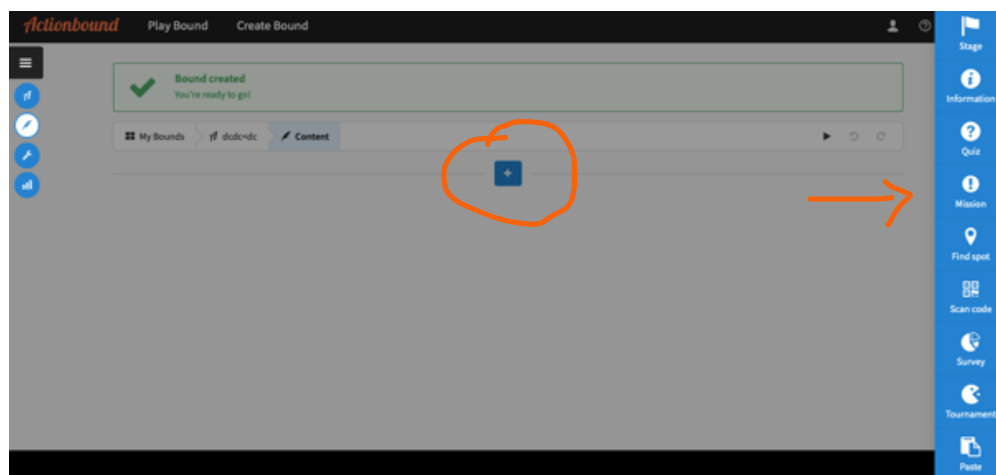 Actionbound Play Bound Create Bound
Bound created
You're ready to go!
My Bounds dcdc=dc Content
Stage
Information
Quiz
Mission
Find spot
Scan code
Survey
Tournament
Paste